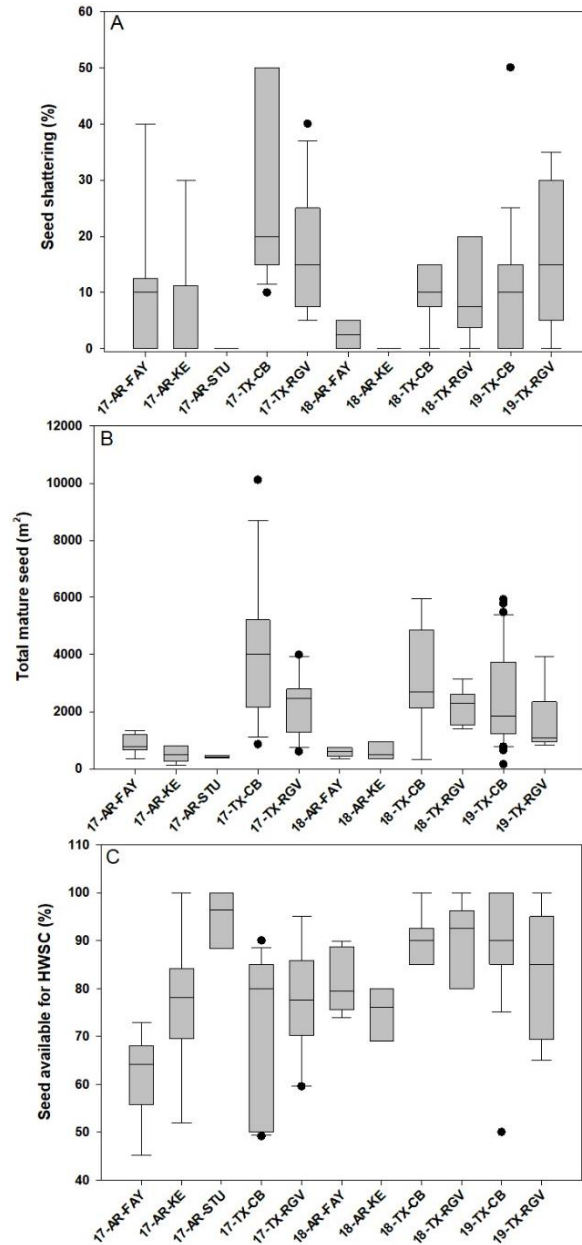 A
Seed shattering (%)
60
50
40
30
20
10
0
17-AR-FAY
17-AR-KE
17-AR-STU
17-TX-CB
17-TX-RGV
18-AR-FAY
18-AR-KE
18-TX-CB
18-TX-RGV
19-TX-CB
19-TX-RGV
B
Total mature seed (m²)
12000
10000
8000
6000
4000
2000
0
17-AR-FAY
17-AR-KE
17-AR-STU
17-TX-CB
17-TX-RGV
18-AR-FAY
18-AR-KE
18-TX-CB
18-TX-RGV
19-TX-CB
19-TX-RGV
C
Seed available for HWSC (%)
110
100
90
80
70
60
50
40
17-AR-FAY
17-AR-KE
17-AR-STU
17-TX-CB
17-TX-RGV
18-AR-FAY
18-AR-KE
18-TX-CB
18-TX-RGV
19-TX-CB
19-TX-RGV